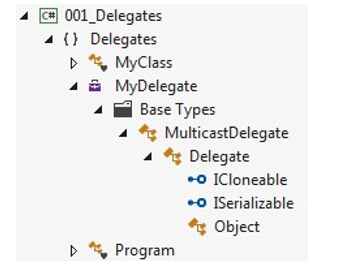 C# 001_Delegates
{ } Delegates
MyClass
MyDelegate
Base Types
MulticastDelegate
Delegate
ICloneable
ISerializable
Object
Program